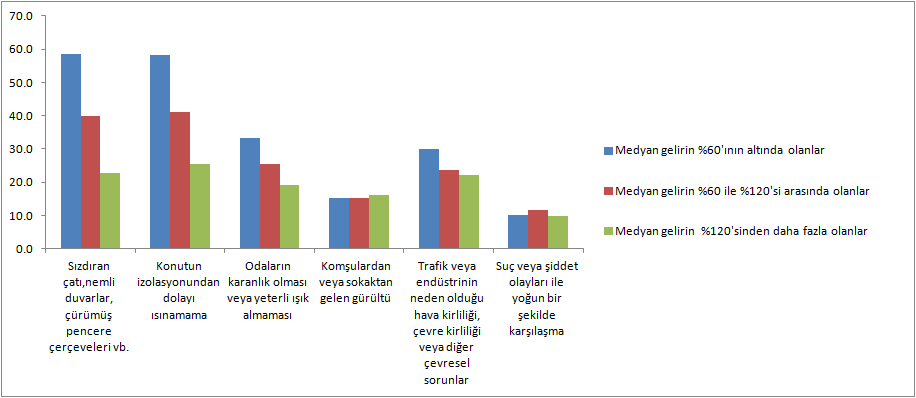 70.0
60.0
50.0
40.0
30.0
20.0
10.0
0.0
Sızdıran
çatı,nemli
duvarlar,
çürümüş
pencere
çerçeveleri vb.
Konutun
izolasyonundan
dolayı
ısınamama
Odaların
karanlık olması
veya yeterli ışık
almaması
Komşulardan
veya sokaktan
gelen gürültü
Trafik veya
endüstrinin
neden olduğu
hava kirliliği,
çevre kirliliği
veya diğer
çevresel
sorunlar
Suç veya şiddet
olayları ile
yoğun bir
şekilde
karşılaşma
Medyan gelirin %60'ının altında olanlar
Medyan gelirin %60 ile %120'si arasında olanlar
Medyan gelirin %120'sinden daha fazla olanlar